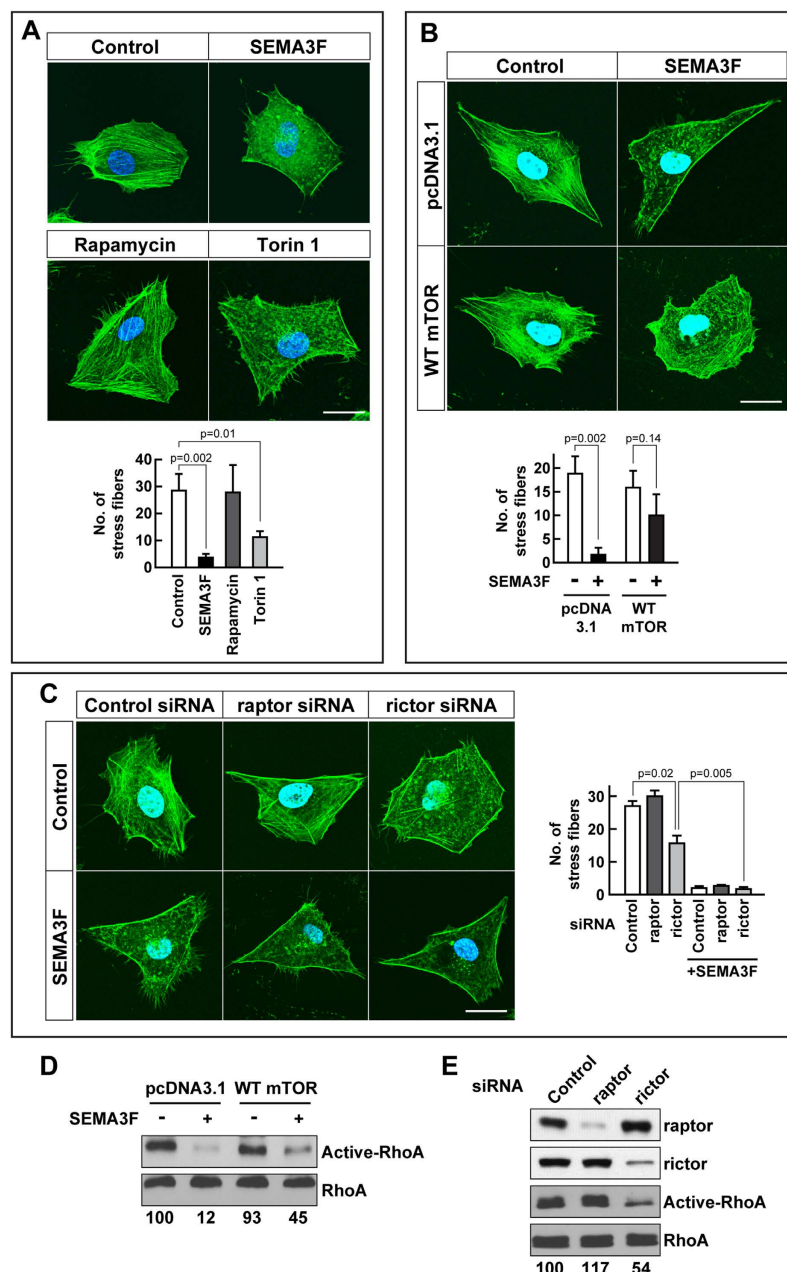 A
Control SEMA3F
Rapamycin Torin 1
p=0.01
p=0.002
40
30
20
10
0
No. of
stress fibers
Control
SEMA3F
Rapamycin
Torin 1
B
Control SEMA3F
pcDNA3.1
WT mTOR
p=0.002 p=0.14
20
15
10
5
0
No. of
stress fibers
SEMA3F - + - +
pcDNA WT
3.1 mTOR
C
Control siRNA raptor siRNA rictor siRNA
Control
SEMA3F
p=0.02 p=0.005
30
20
10
0
No. of
stress fibers
siRNA
Control
raptor
rictor
Control
raptor
rictor
+SEMA3F
D
pcDNA3.1 WT mTOR
SEMA3F - + - +
Active-RhoA
RhoA
100 12 93 45
E
siRNA Control raptor rictor
raptor
rictor
Active-RhoA
RhoA
100 117 54